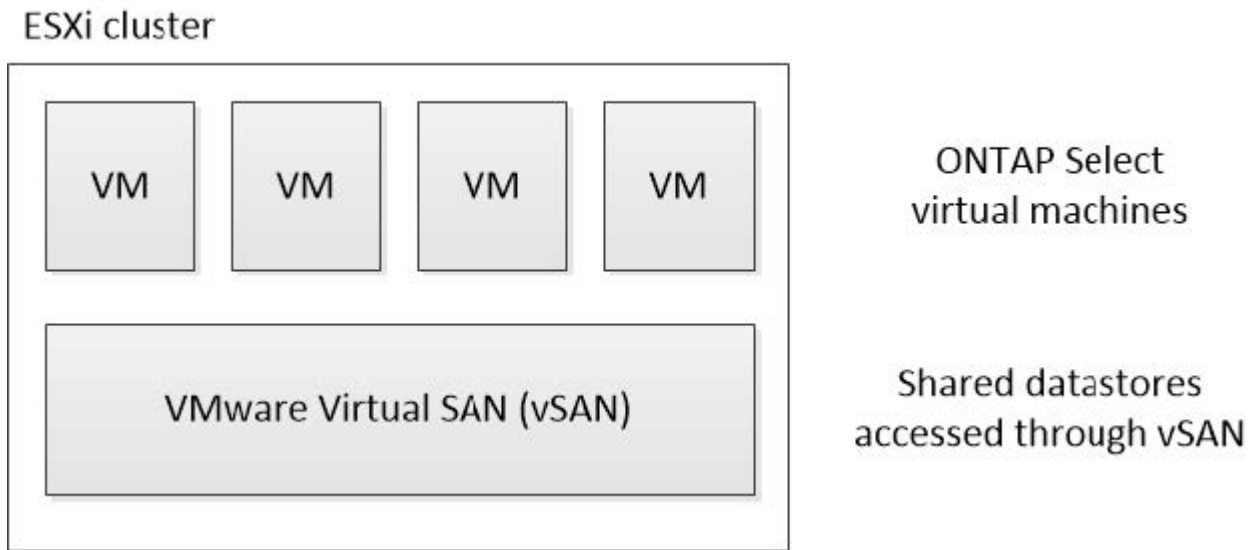 ESXi cluster
VM VM VM VM
ONTAP Select
virtual machines
VMware Virtual SAN (vSAN)
Shared datastores
accessed through vSAN